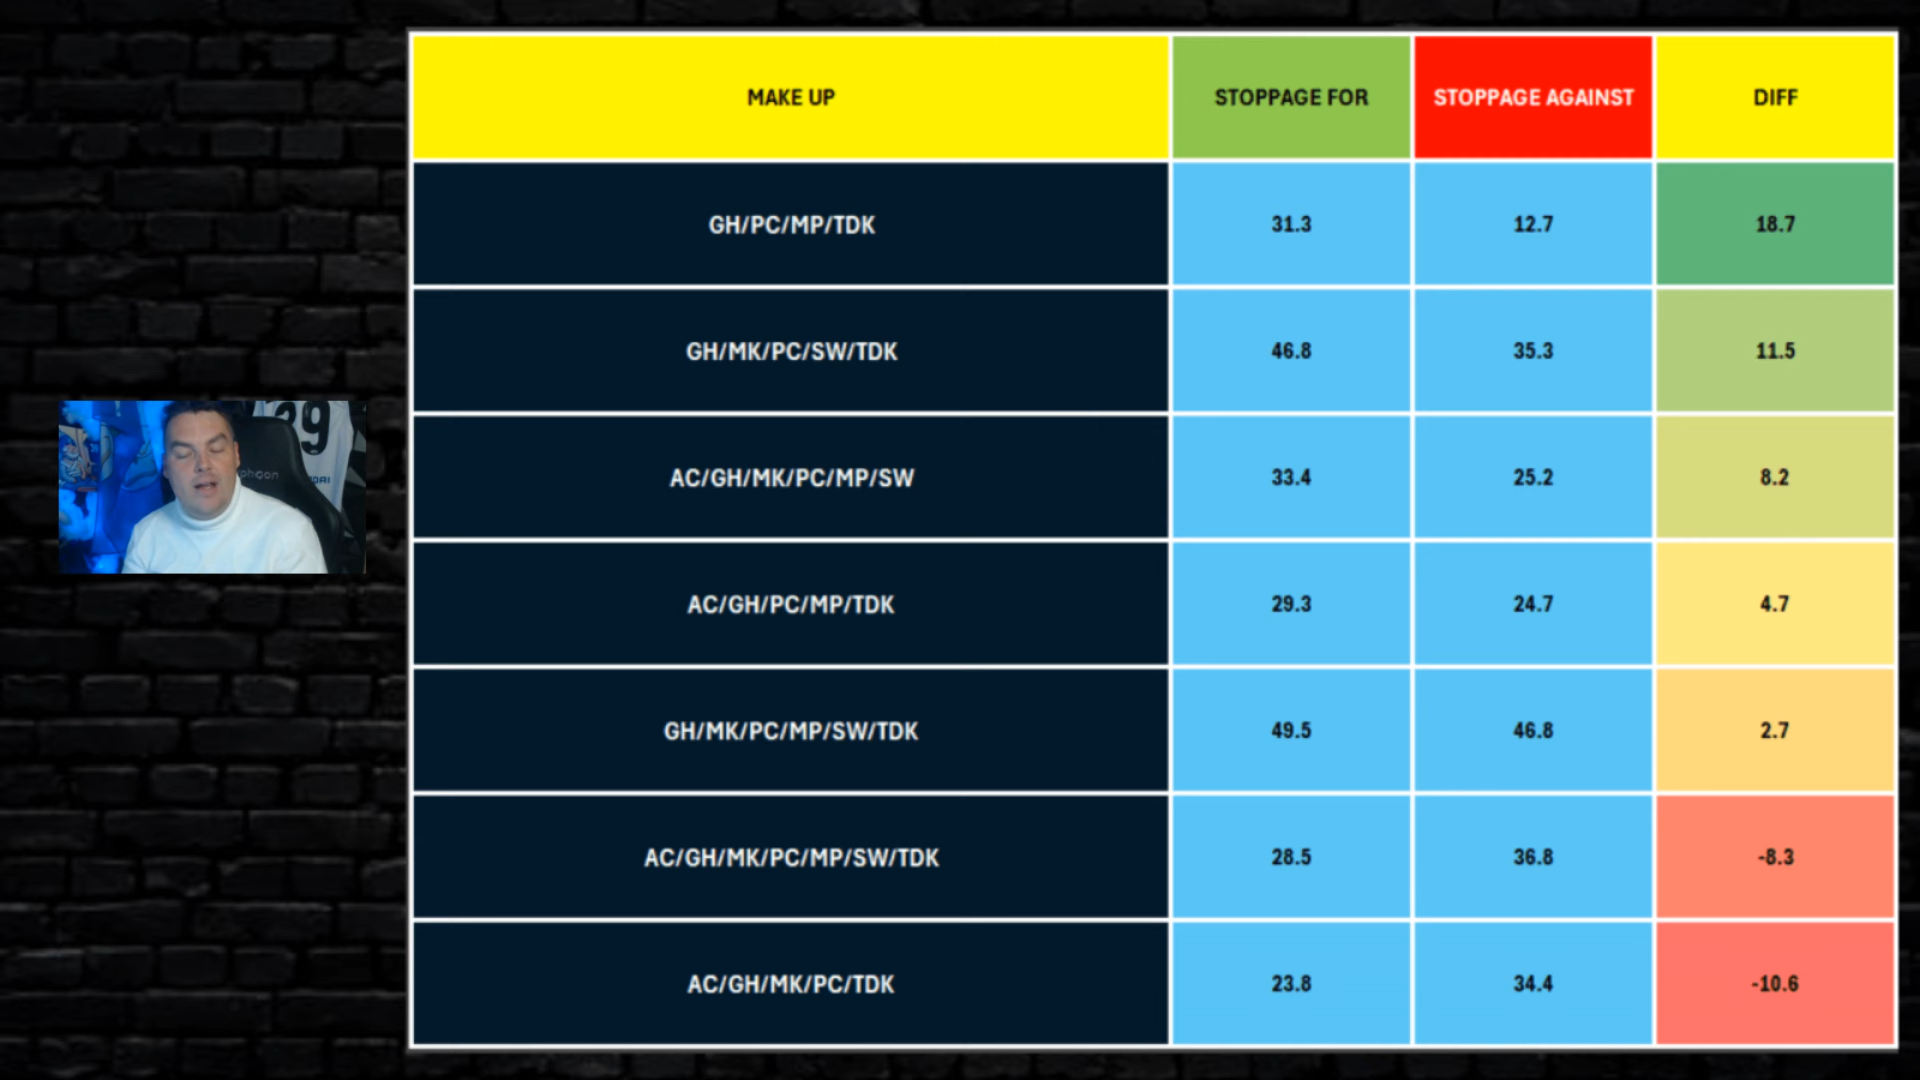 MAKE UP STOPPAGE FOR STOPPAGE AGAINST DIFF
GH/PC/MP/TDK 31.3 12.7 18.7
GH/MK/PC/SW/TDK 46.8 35.3 11.5
AC/GH/MK/PC/MP/SW 33.4 25.2 8.2
AC/GH/PC/MP/TDK 29.3 24.7 4.7
GH/MK/PC/MP/SW/TDK 49.5 46.8 2.7
AC/GH/MK/PC/MP/SW/TDK 28.5 36.8 -8.3
AC/GH/MK/PC/TDK 23.8 34.4 -10.6
39